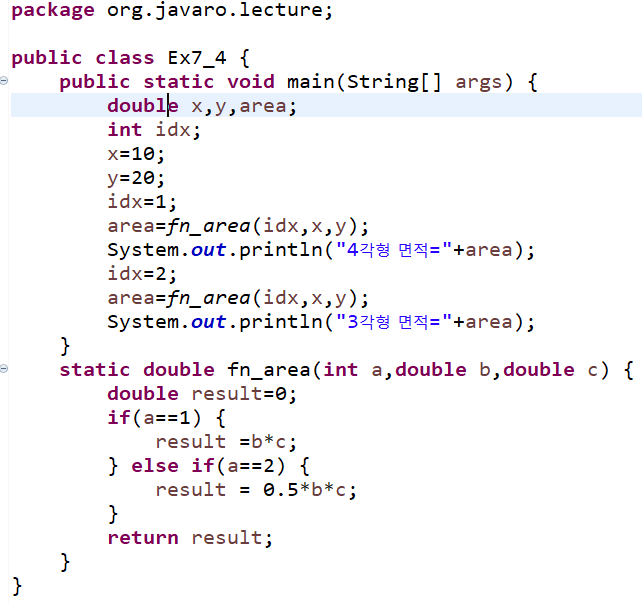 package org.javaro.lecture;
public class Ex7_4 {
public static void main(String[] args) {
double x,y,area;
int idx;
x=10;
y=20;
idx=1;
area=fn_area(idx,x,y);
System.out.println("4각형 면적="+area);
idx=2;
area=fn_area(idx,x,y);
System.out.println("3각형 면적="+area);
}
static double fn_area(int a,double b,double c) {
double result=0;
if(a==1) {
result =b*c;
} else if(a==2) {
result = 0.5*b*c;
}
return result;
}
}